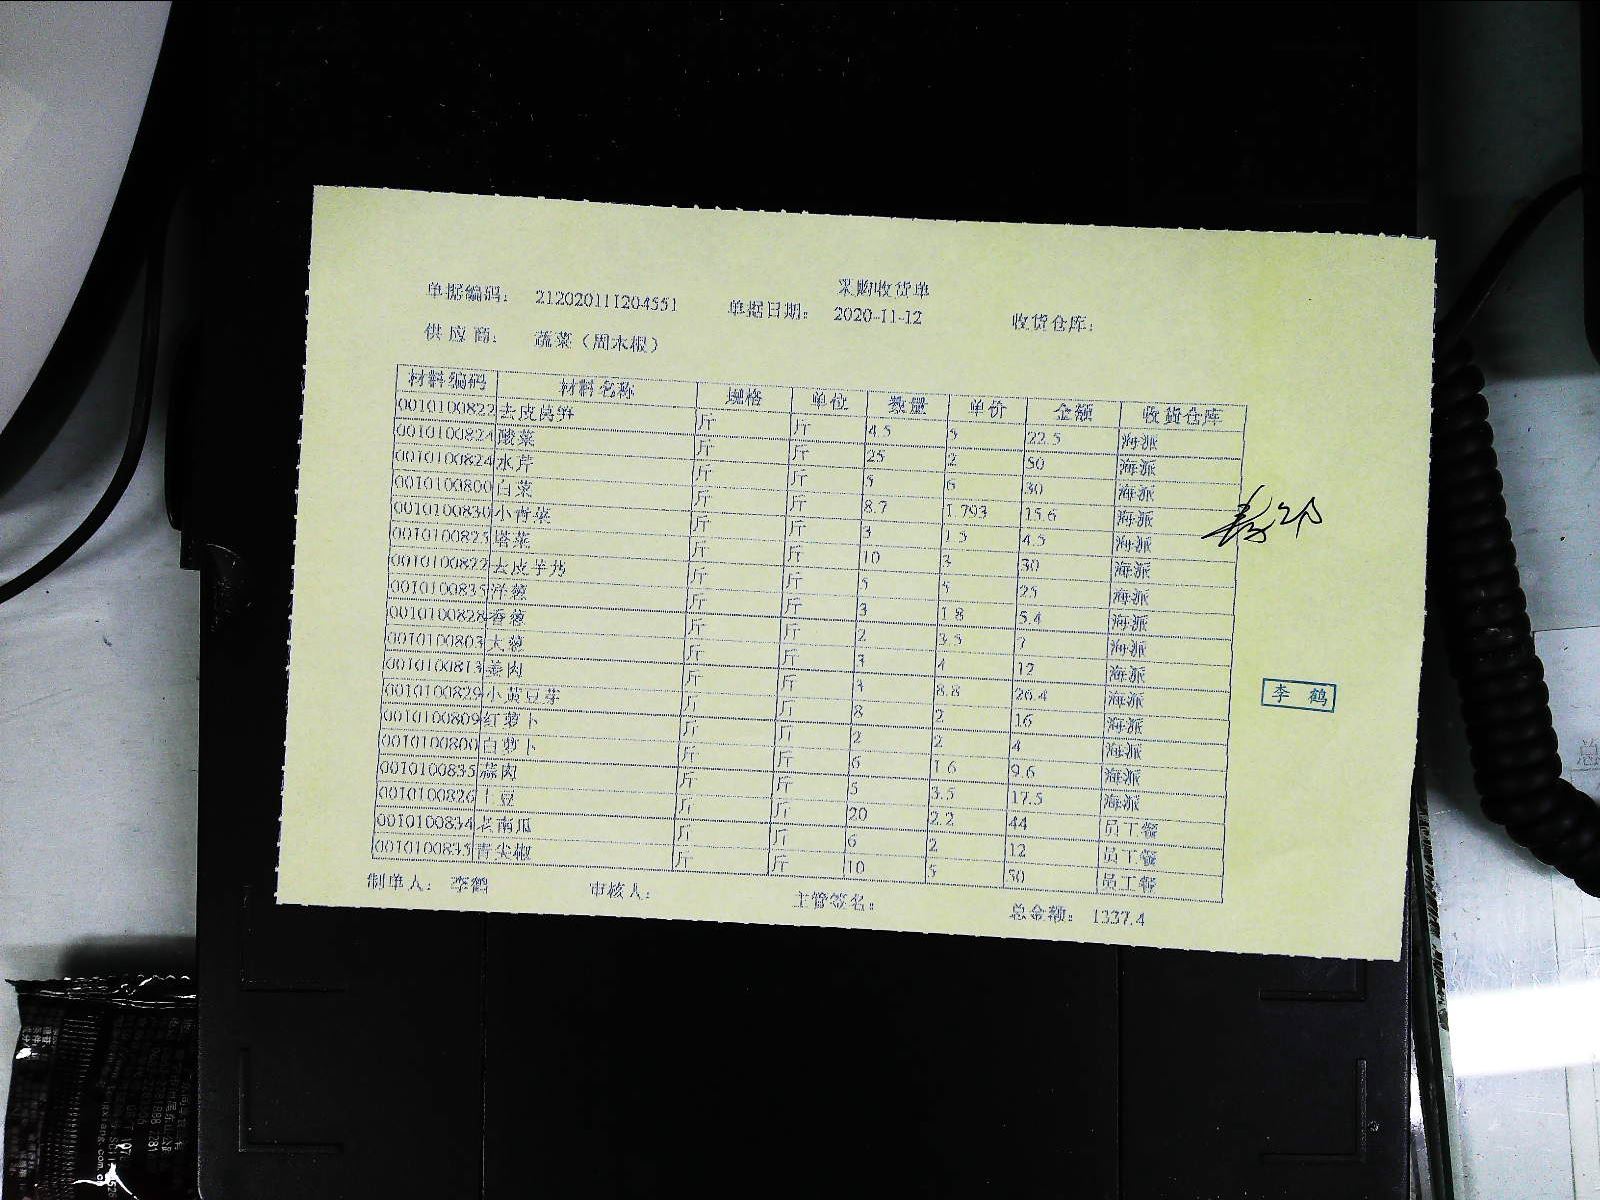 采购收货单
单据编码： 212020111204551 单据日期： 2020-11-12 收货仓库：
供应商： 蔬菜（周木椒）
材料编码 材料名称 规格 单位 数量 单价 金额 收货仓库
0010100822 去皮莴笋 斤 斤 4.5 5 22.5 海派
0010100824 酸菜 斤 斤 25 2 50 海派
0010100824 水芹 斤 斤 5 6 30 海派
0010100800 白菜 斤 斤 8.7 1.793 15.6 海派
0010100830 小青菜 斤 斤 3 1.5 4.5 海派
0010100823 塔菜 斤 斤 10 3 30 海派
0010100822 去皮芋艿 斤 斤 5 5 25 海派
0010100835 洋葱 斤 斤 3 1.8 5.4 海派
0010100828 香葱 斤 斤 2 3.5 7 海派
0010100803 大葱 斤 斤 3 4 12 海派
0010100813 姜肉 斤 斤 3 8.8 26.4 海派
0010100829 小黄豆芽 斤 斤 8 2 16 海派
0010100809 红萝卜 斤 斤 2 2 4 海派
0010100800 白萝卜 斤 斤 6 1.6 9.6 海派
0010100835 蒜肉 斤 斤 5 3.5 17.5 海派
0010100826 土豆 斤 斤 20 2.2 44 员工餐
0010100834 老南瓜 斤 斤 6 2 12 员工餐
0010100835 青尖椒 斤 斤 10 5 50 员工餐
制单人： 李鹤 审核人： 主管签名： 总金额： 1337.4
李 鹤